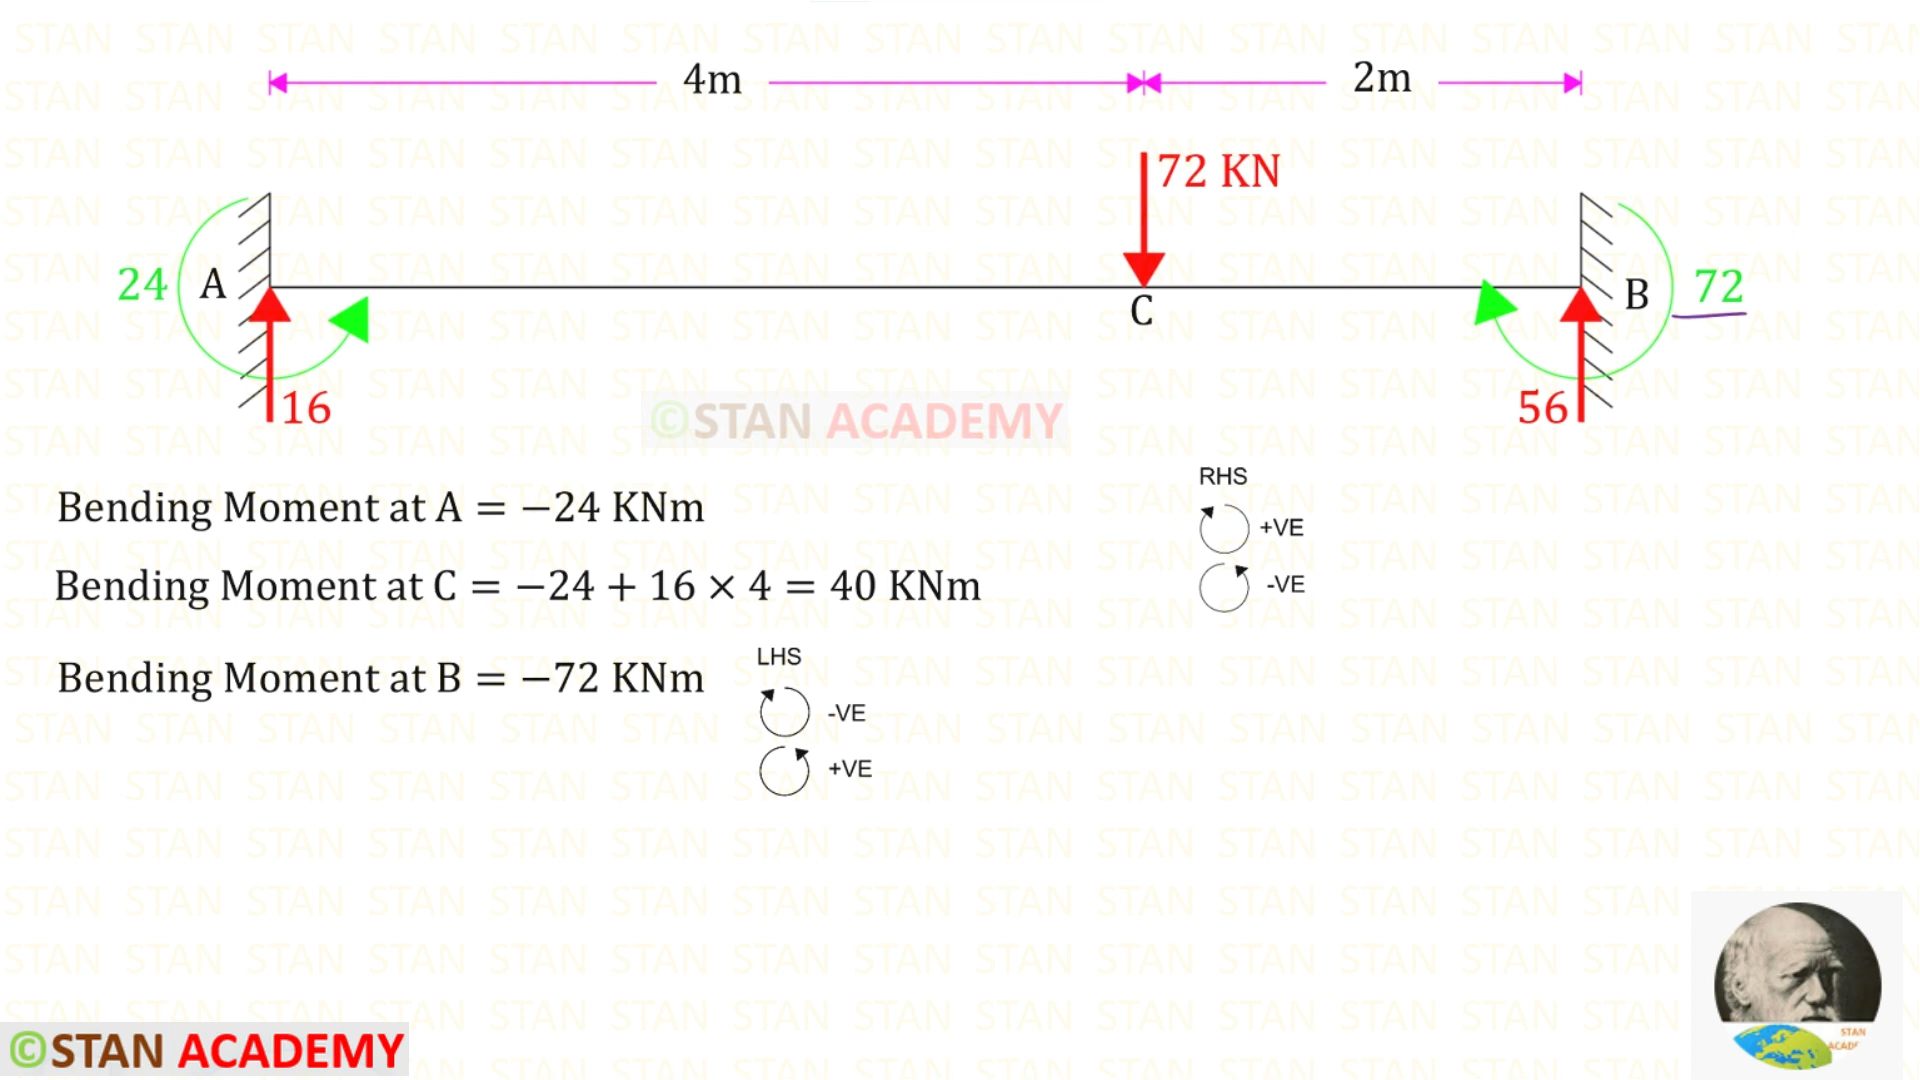 4m 2m
72 KN
24 A C B 72
16 56
©STAN ACADEMY
Bending Moment at A = −24 KNm
RHS
+VE
-VE
Bending Moment at C = −24 + 16 × 4 = 40 KNm
Bending Moment at B = −72 KNm
LHS
-VE
+VE
©STAN ACADEMY
STAN